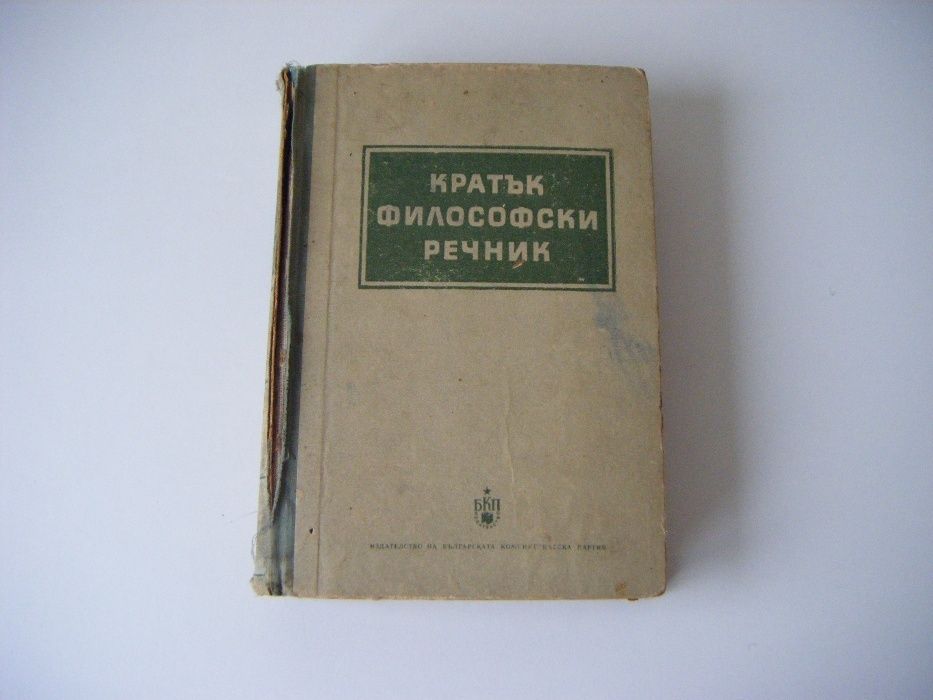 КРАТЪК
ФИЛОСОФСКИ
РЕЧНИК
БКП
ИЗДАТЕЛСТВО НА БЪЛГАРСКАТА КОМУНИСТИЧЕСКА ПАРТИЯ